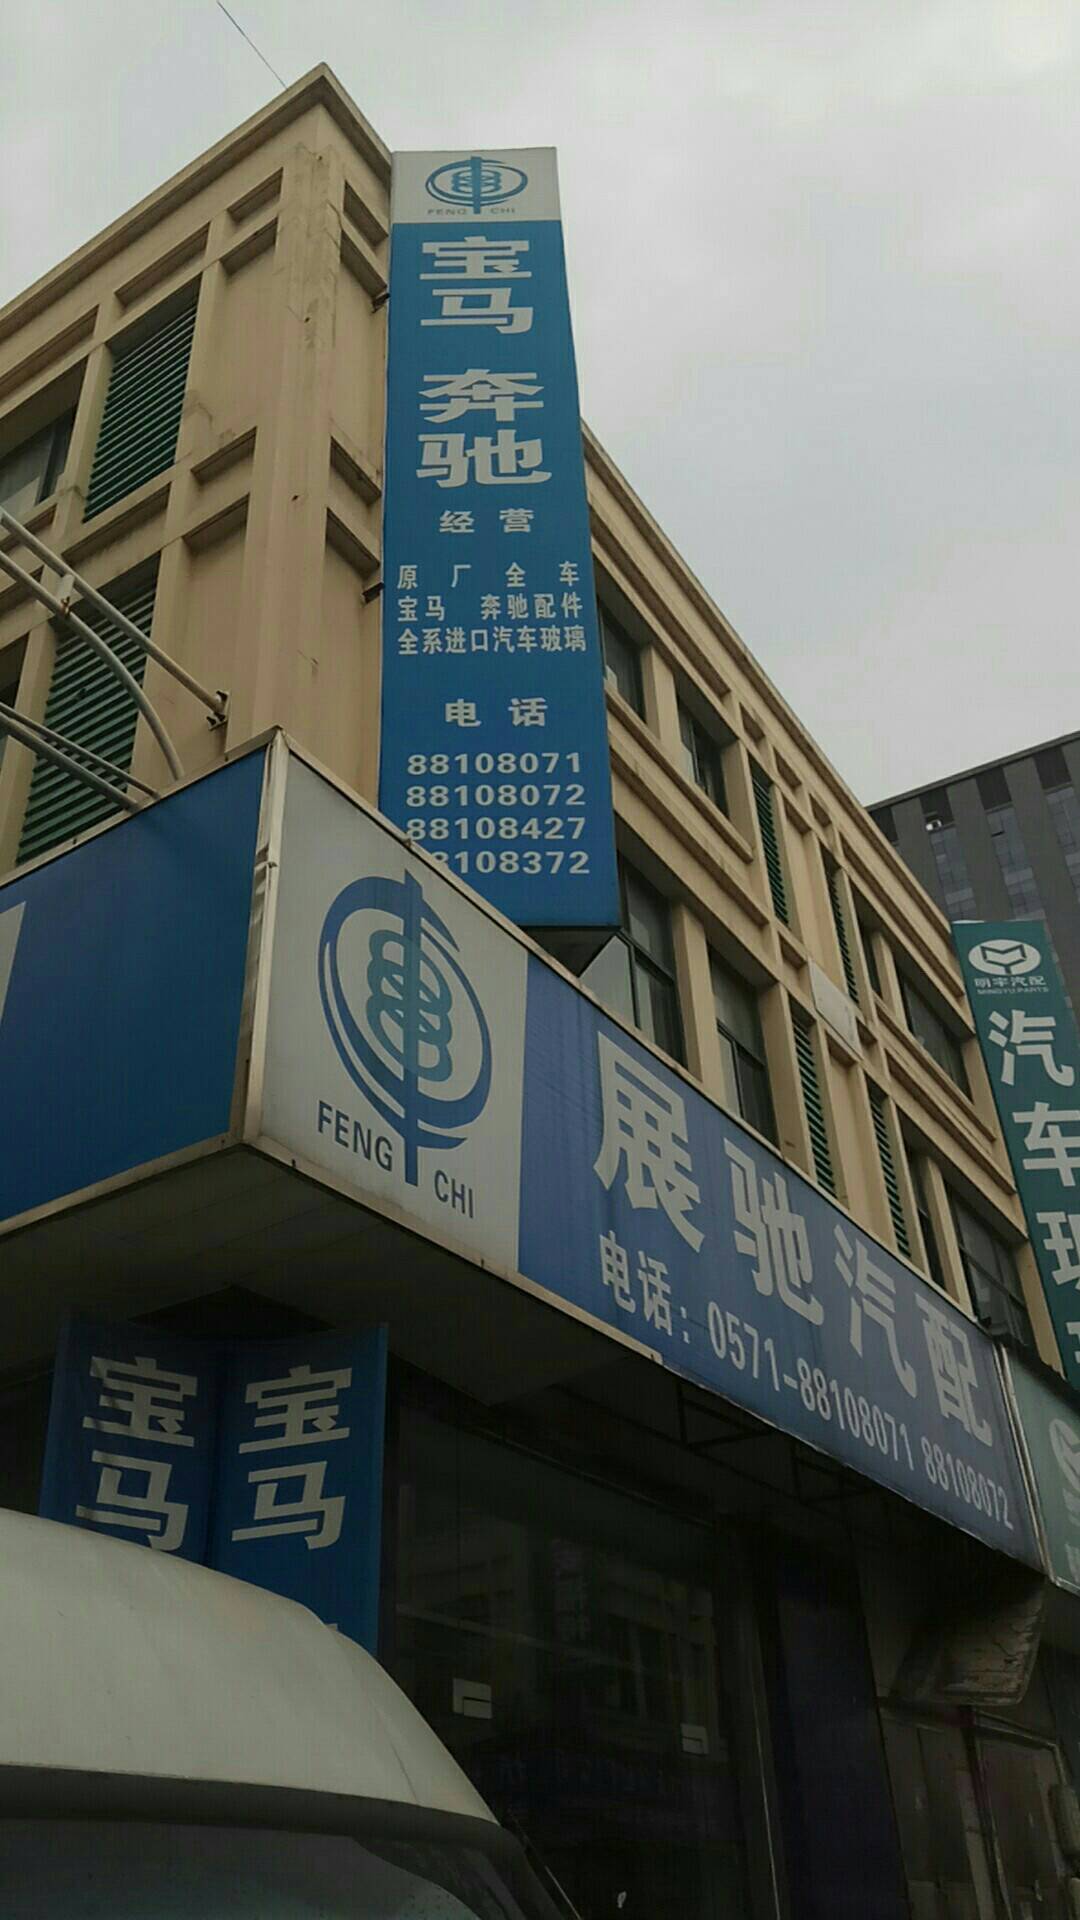 FENG CHI
宝马
奔驰
经营
原厂全车
宝马 奔驰配件
全系进口汽车玻璃
电话
88108071
88108072
88108427
8108372
FENG CHI
展驰汽配
电话：0571-88108071 88108072
宝马
宝马
明宇汽配
MINGYU PARTS
汽车玻